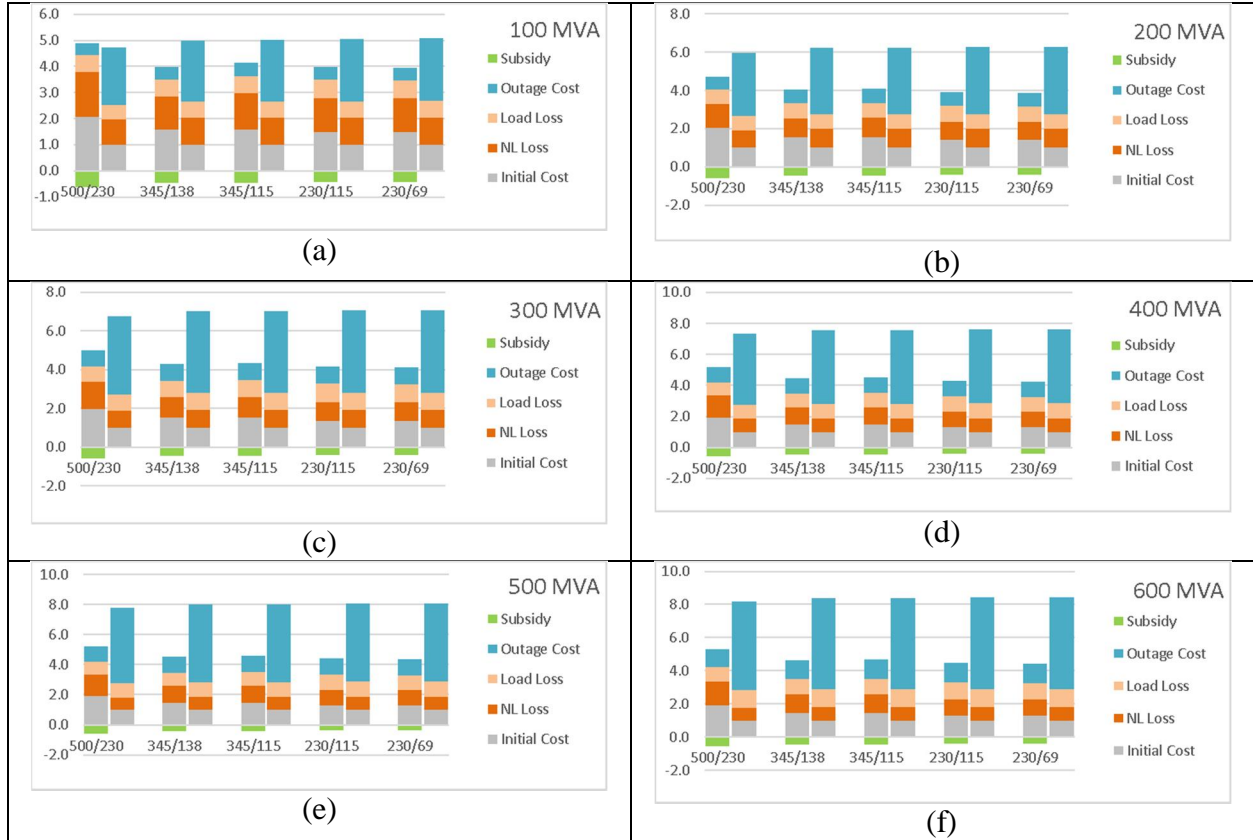 100 MVA
6.0
5.0
4.0
3.0
2.0
1.0
0.0
-1.0
500/230 345/138 345/115 230/115 230/69
Subsidy
Outage Cost
Load Loss
NL Loss
Initial Cost
(a)
200 MVA
8.0
6.0
4.0
2.0
0.0
-2.0
500/230 345/138 345/115 230/115 230/69
Subsidy
Outage Cost
Load Loss
NL Loss
Initial Cost
(b)
300 MVA
8.0
6.0
4.0
2.0
0.0
-2.0
500/230 345/138 345/115 230/115 230/69
Subsidy
Outage Cost
Load Loss
NL Loss
Initial Cost
(c)
400 MVA
10.0
8.0
6.0
4.0
2.0
0.0
-2.0
500/230 345/138 345/115 230/115 230/69
Subsidy
Outage Cost
Load Loss
NL Loss
Initial Cost
(d)
500 MVA
10.0
8.0
6.0
4.0
2.0
0.0
-2.0
500/230 345/138 345/115 230/115 230/69
Subsidy
Outage Cost
Load Loss
NL Loss
Initial Cost
(e)
600 MVA
10.0
8.0
6.0
4.0
2.0
0.0
-2.0
500/230 345/138 345/115 230/115 230/69
Subsidy
Outage Cost
Load Loss
NL Loss
Initial Cost
(f)